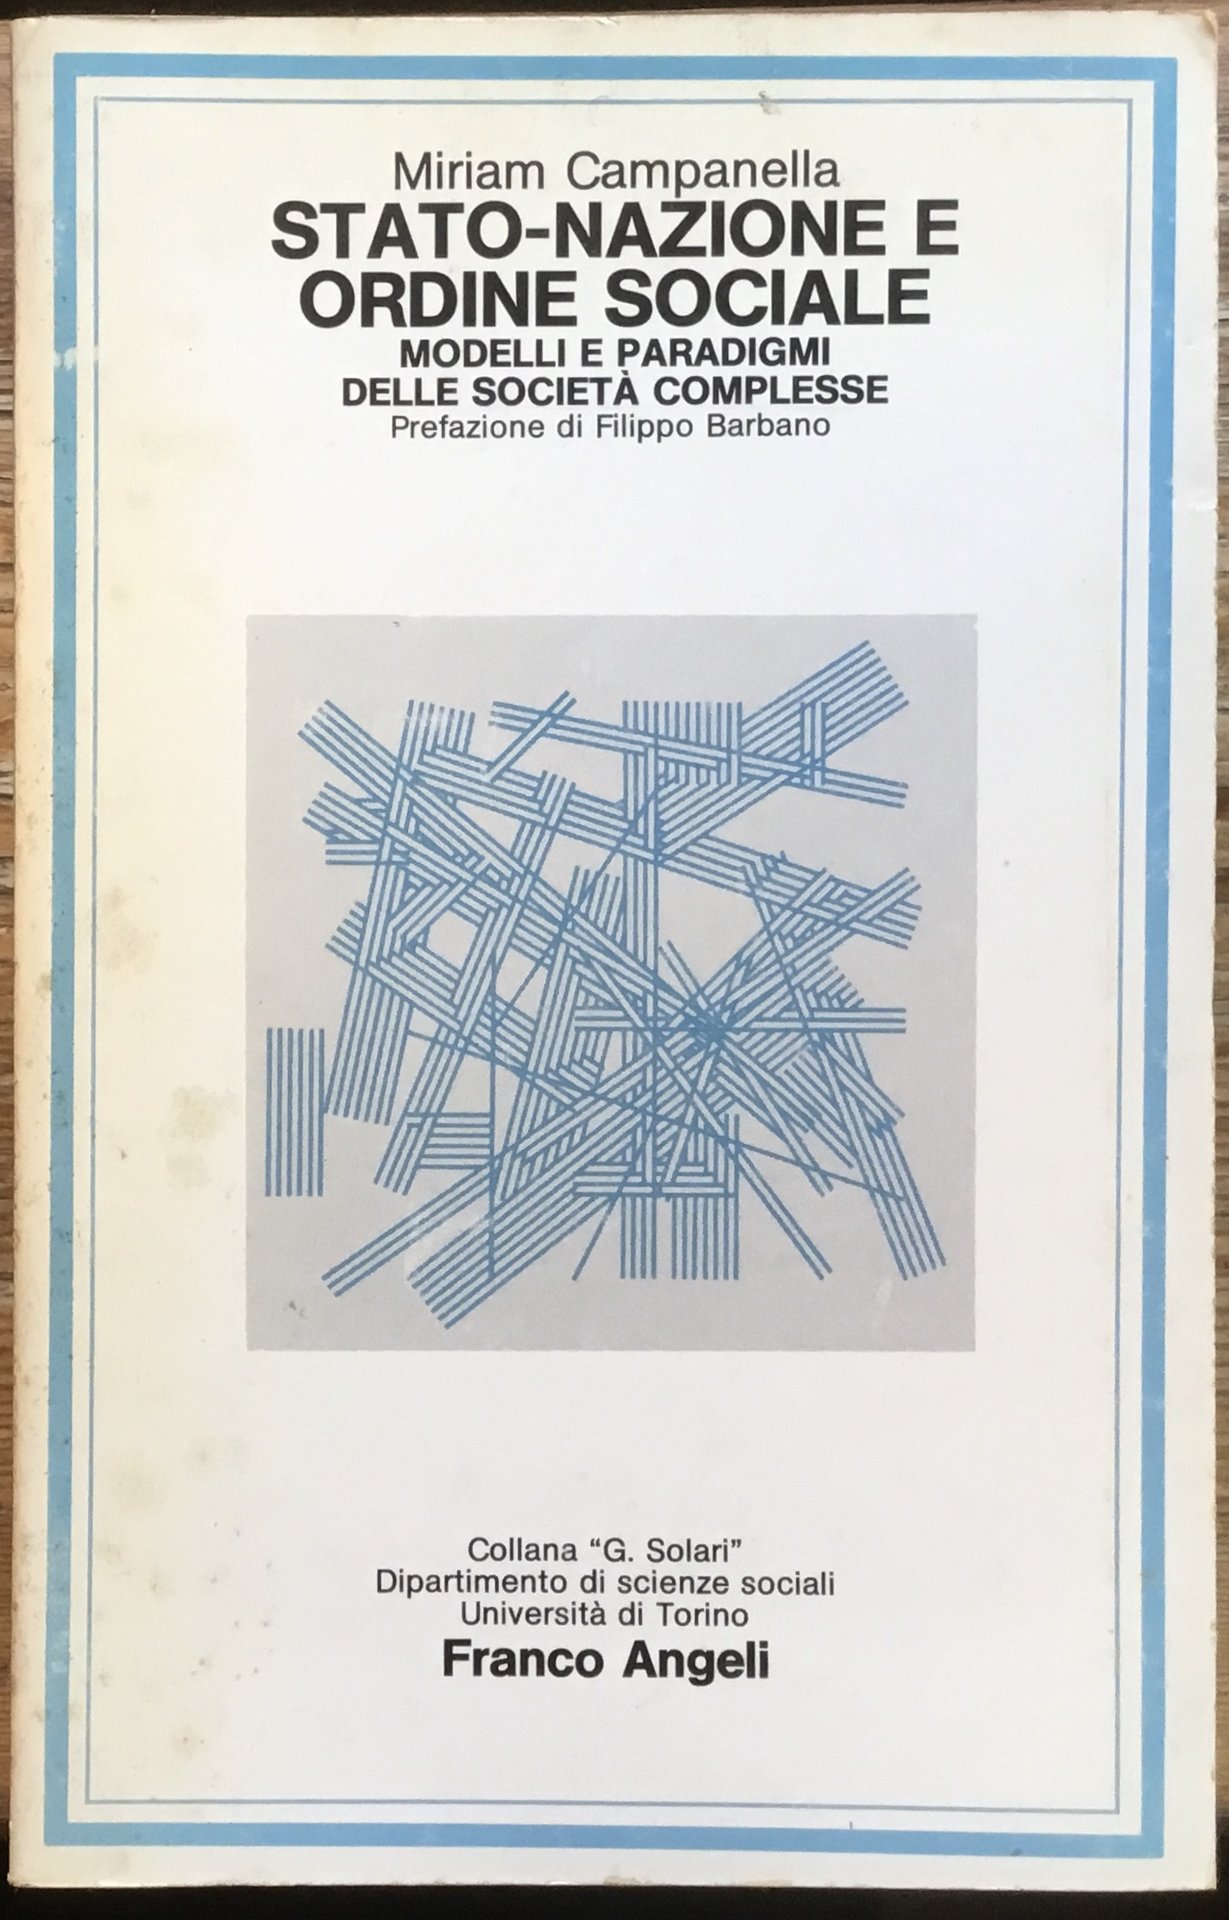 Miriam Campanella
STATO-NAZIONE E
ORDINE SOCIALE
MODELLI E PARADIGMI
DELLE SOCIETÀ COMPLESSE
Prefazione di Filippo Barbano
Collana “G. Solari”
Dipartimento di scienze sociali
Università di Torino
Franco Angeli